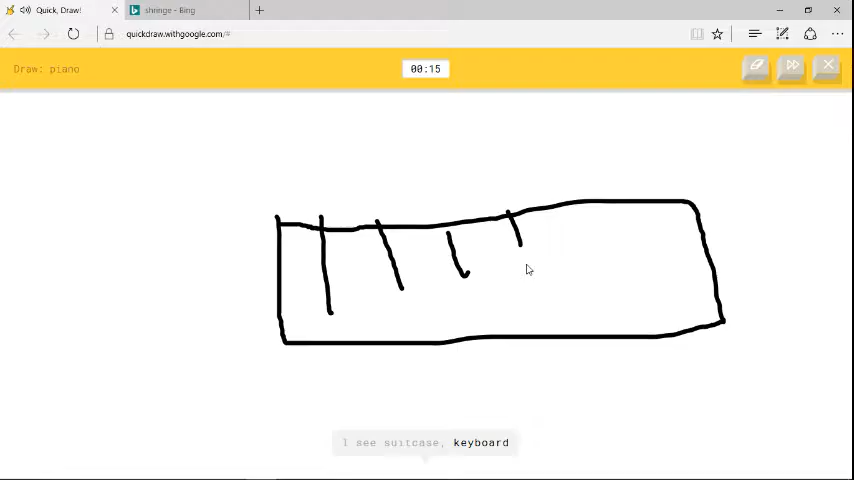 Quick, Draw!
shringe - Bing
quickdraw.withgoogle.com/#
Draw: piano
00:15
I see suitcase, keyboard